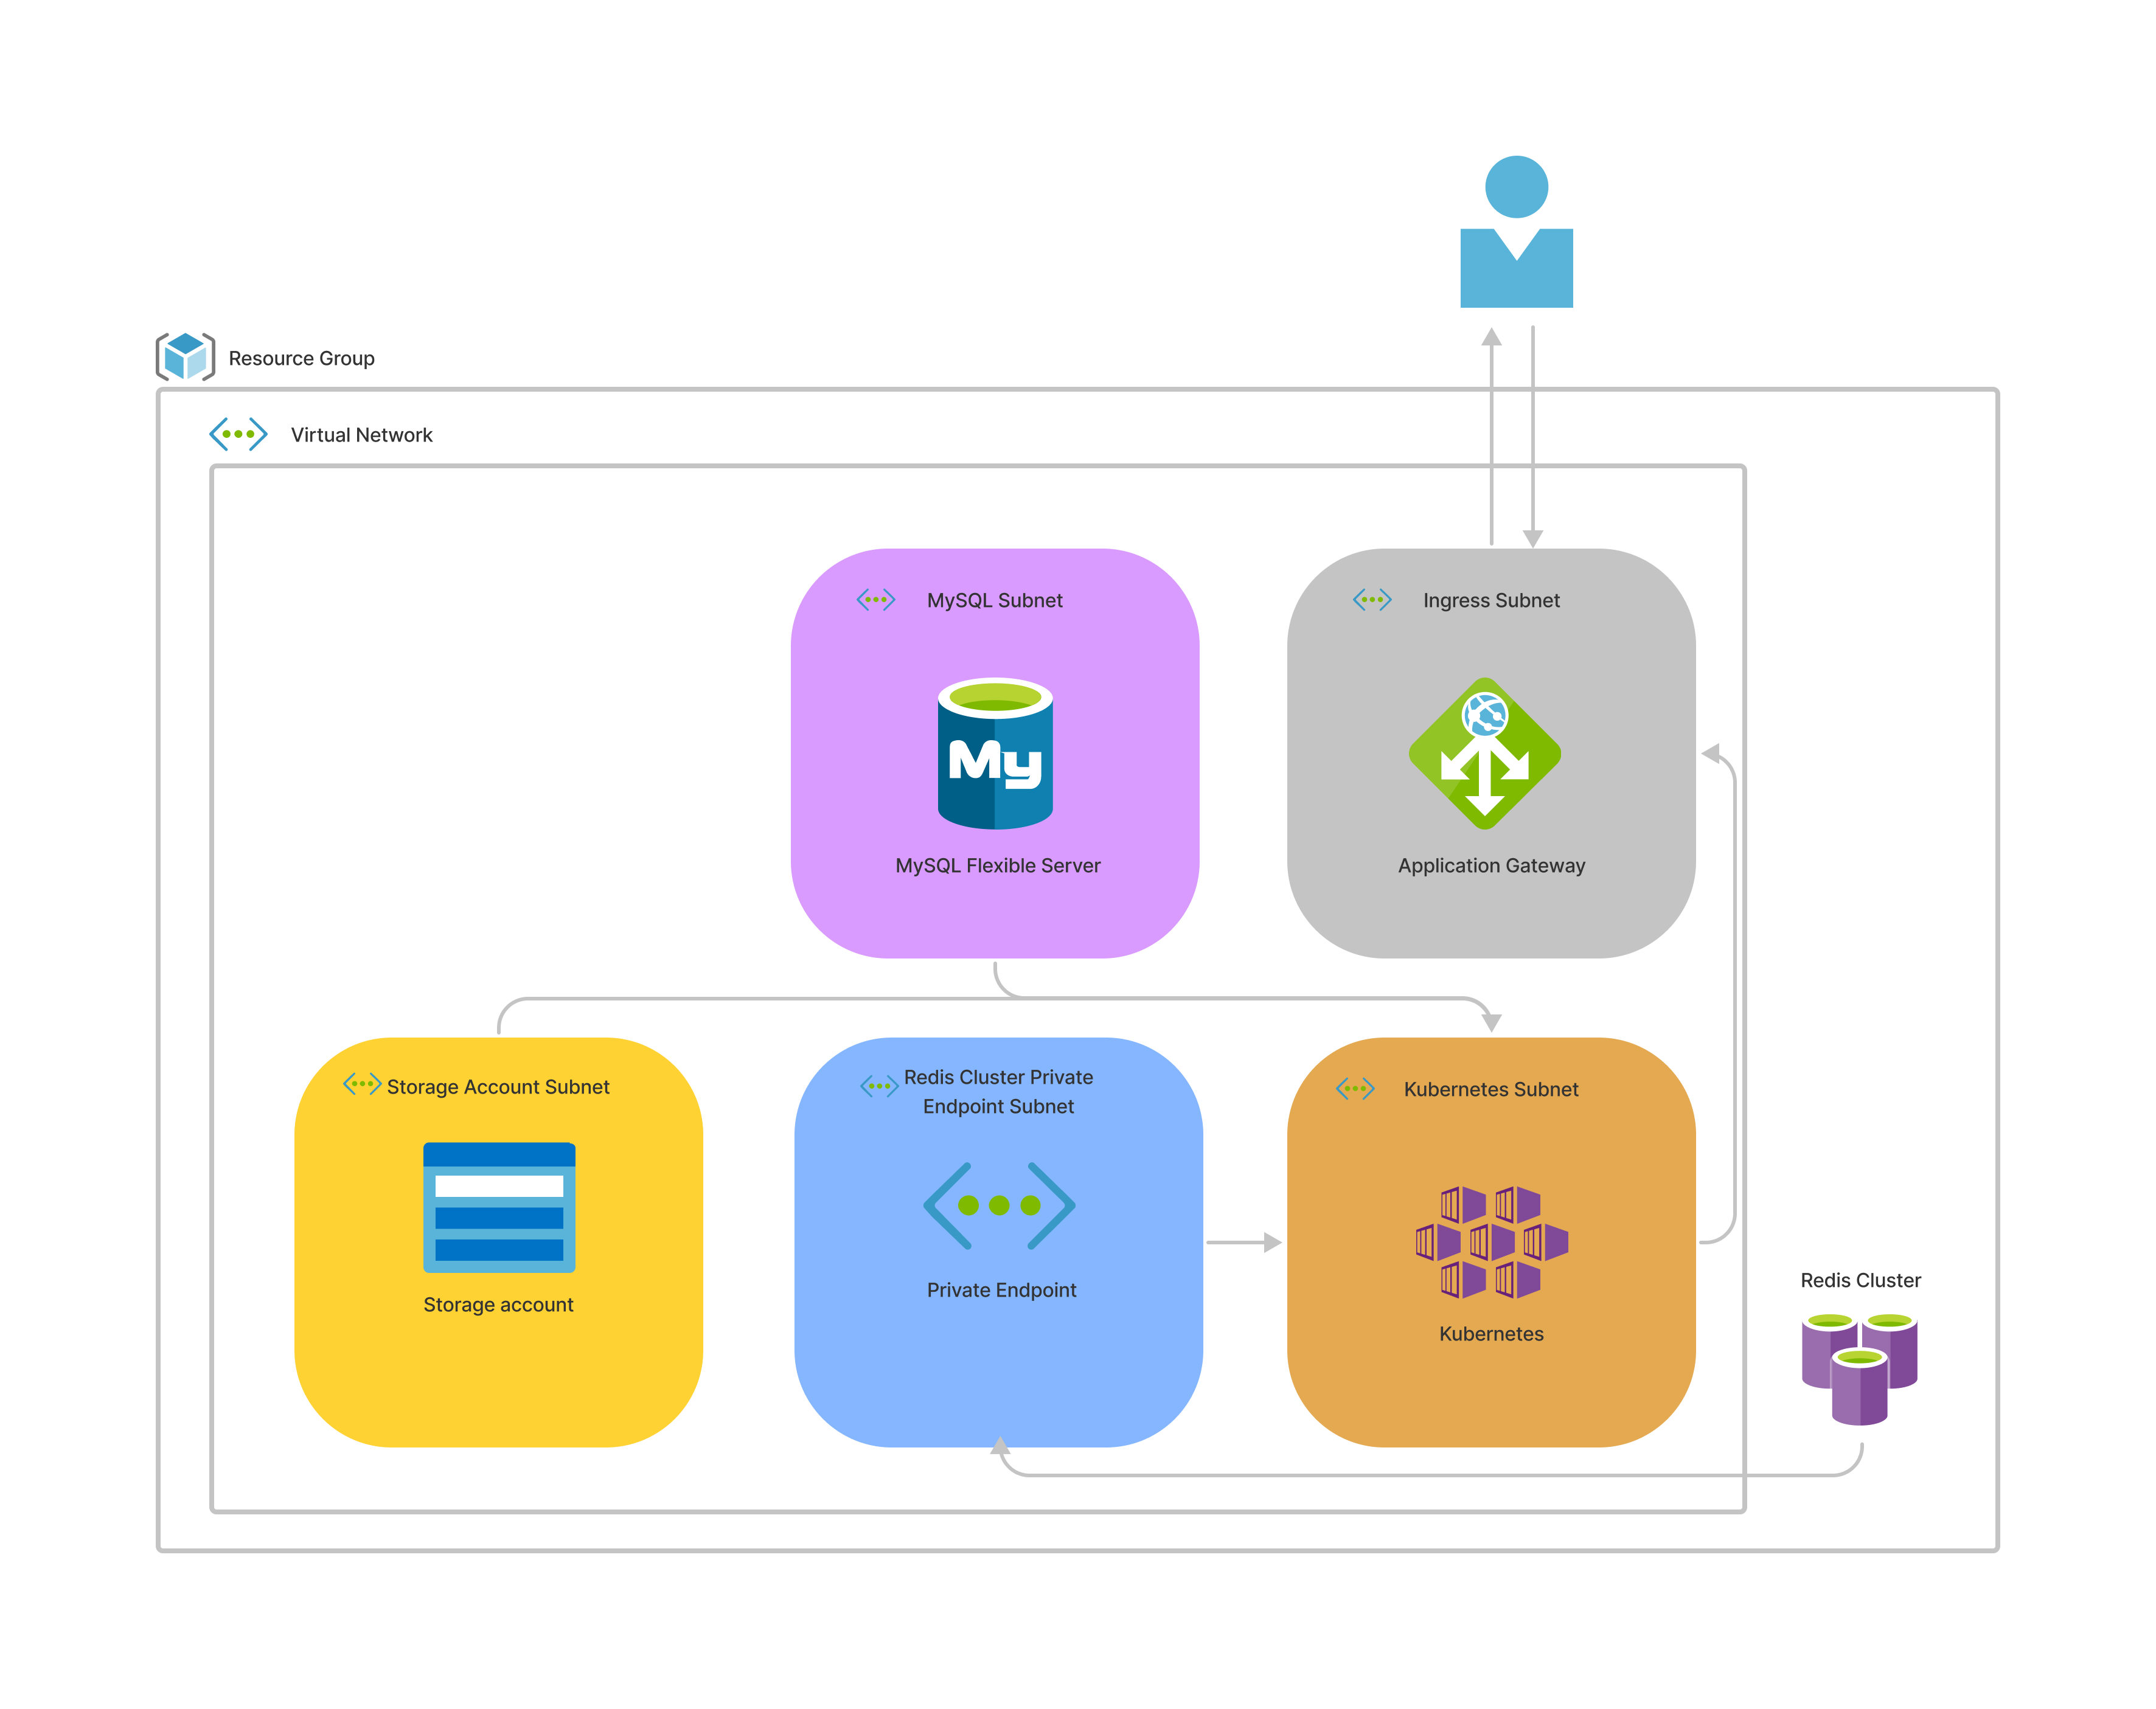 Resource Group
Virtual Network
MySQL Subnet
My
MySQL Flexible Server
Ingress Subnet
Application Gateway
Storage Account Subnet
Storage account
Redis Cluster Private
Endpoint Subnet
Private Endpoint
Kubernetes Subnet
Kubernetes
Redis Cluster